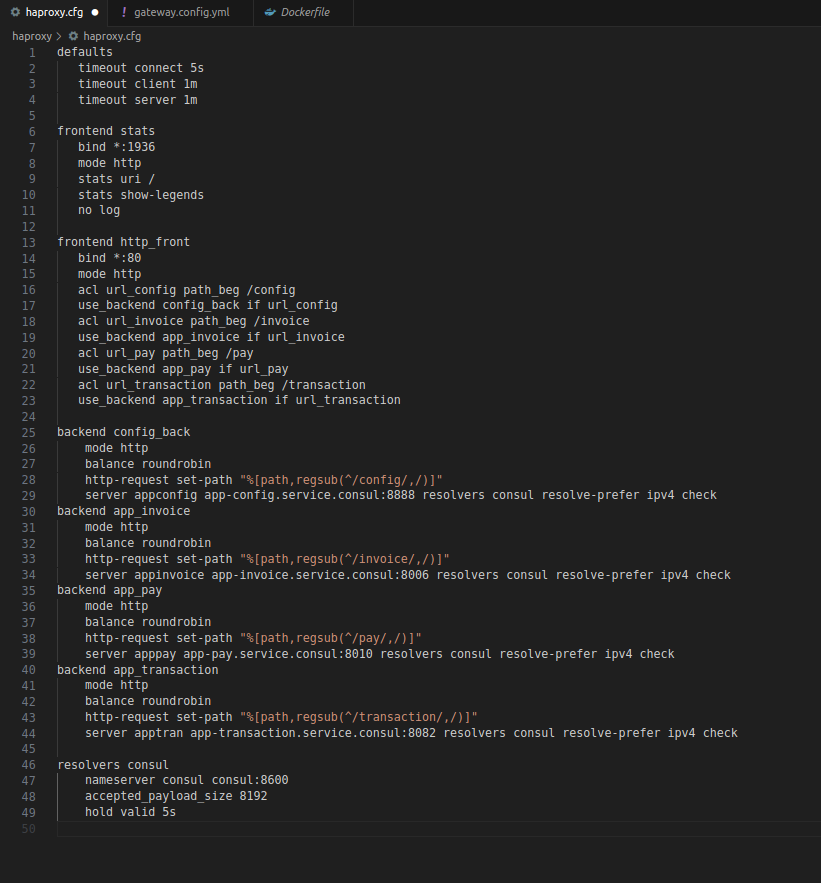 haproxy.cfg ● ! gateway.config.yml Dockerfile
haproxy > haproxy.cfg
1 defaults
2 timeout connect 5s
3 timeout client 1m
4 timeout server 1m
5
6 frontend stats
7 bind *:1936
8 mode http
9 stats uri /
10 stats show-legends
11 no log
12
13 frontend http_front
14 bind *:80
15 mode http
16 acl url_config path_beg /config
17 use_backend config_back if url_config
18 acl url_invoice path_beg /invoice
19 use_backend app_invoice if url_invoice
20 acl url_pay path_beg /pay
21 use_backend app_pay if url_pay
22 acl url_transaction path_beg /transaction
23 use_backend app_transaction if url_transaction
24
25 backend config_back
26 mode http
27 balance roundrobin
28 http-request set-path "%[path,regsub(^/config/,/)]"
29 server appconfig app-config.service.consul:8888 resolvers consul resolve-prefer ipv4 check
30 backend app_invoice
31 mode http
32 balance roundrobin
33 http-request set-path "%[path,regsub(^/invoice/,/)]"
34 server appinvoice app-invoice.service.consul:8006 resolvers consul resolve-prefer ipv4 check
35 backend app_pay
36 mode http
37 balance roundrobin
38 http-request set-path "%[path,regsub(^/pay/,/)]"
39 server apppay app-pay.service.consul:8010 resolvers consul resolve-prefer ipv4 check
40 backend app_transaction
41 mode http
42 balance roundrobin
43 http-request set-path "%[path,regsub(^/transaction/,/)]"
44 server apptran app-transaction.service.consul:8082 resolvers consul resolve-prefer ipv4 check
45
46 resolvers consul
47 nameserver consul consul:8600
48 accepted_payload_size 8192
49 hold valid 5s
50